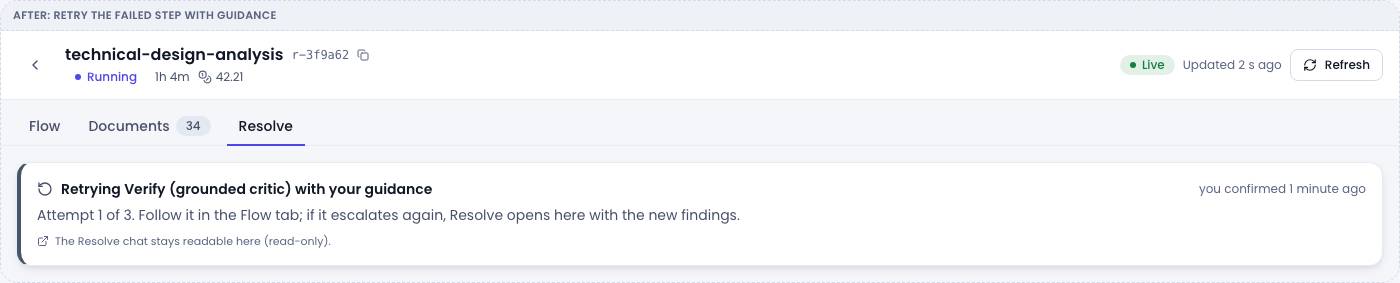 AFTER: RETRY THE FAILED STEP WITH GUIDANCE
technical-design-analysis r–3f9a62
Running 1h 4m 42.21
Live Updated 2 s ago Refresh
Flow Documents 34 Resolve
Retrying Verify (grounded critic) with your guidance you confirmed 1 minute ago
Attempt 1 of 3. Follow it in the Flow tab; if it escalates again, Resolve opens here with the new findings.
The Resolve chat stays readable here (read-only).